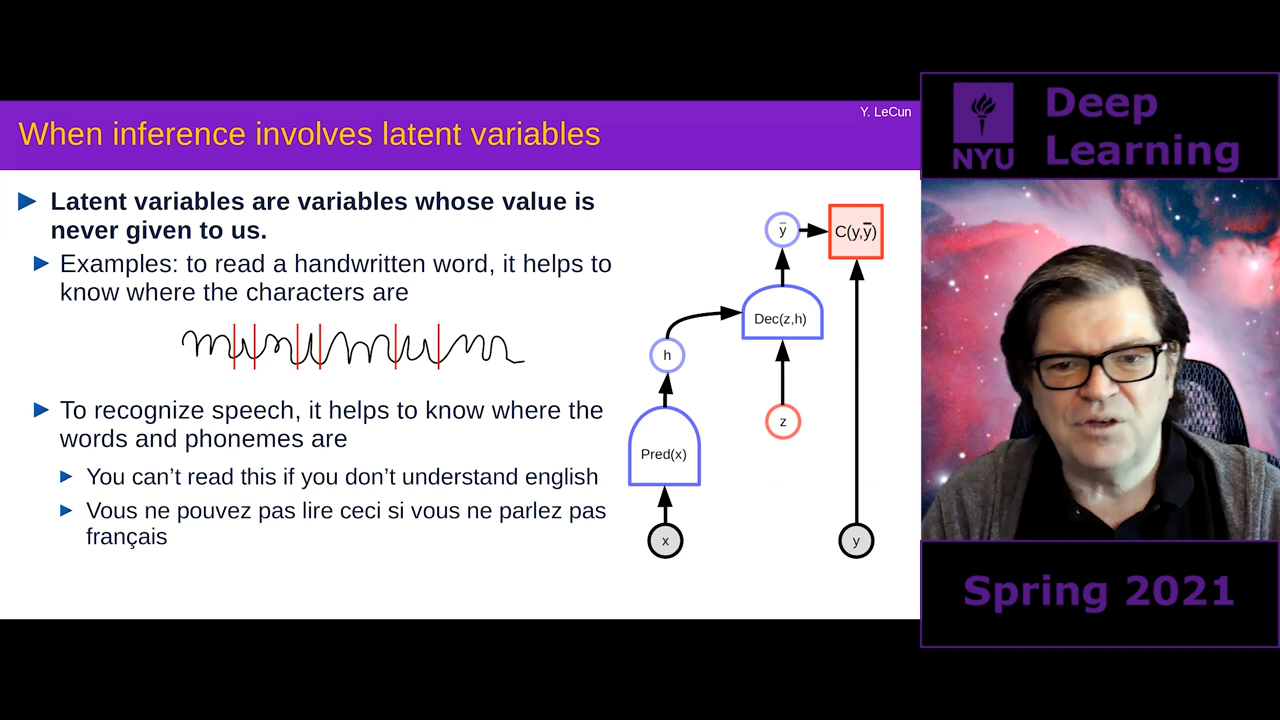 Y. LeCun
When inference involves latent variables
Latent variables are variables whose value is
never given to us.
Examples: to read a handwritten word, it helps to
know where the characters are
To recognize speech, it helps to know where the
words and phonemes are
You can’t read this if you don’t understand english
Vous ne pouvez pas lire ceci si vous ne parlez pas
français
ȳ
C(y,ȳ)
Dec(z,h)
h
z
Pred(x)
x
y
NYU
Deep
Learning
Spring 2021